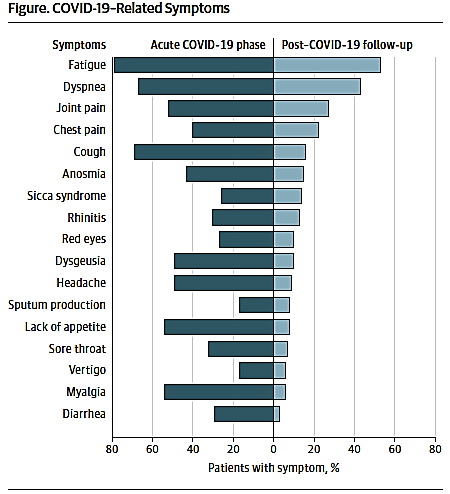 Figure. COVID-19-Related Symptoms
Symptoms Acute COVID-19 phase Post-COVID-19 follow-up
Fatigue
Dyspnea
Joint pain
Chest pain
Cough
Anosmia
Sicca syndrome
Rhinitis
Red eyes
Dysgeusia
Headache
Sputum production
Lack of appetite
Sore throat
Vertigo
Myalgia
Diarrhea
80 60 40 20 0 20 40 60 80
Patients with symptom, %